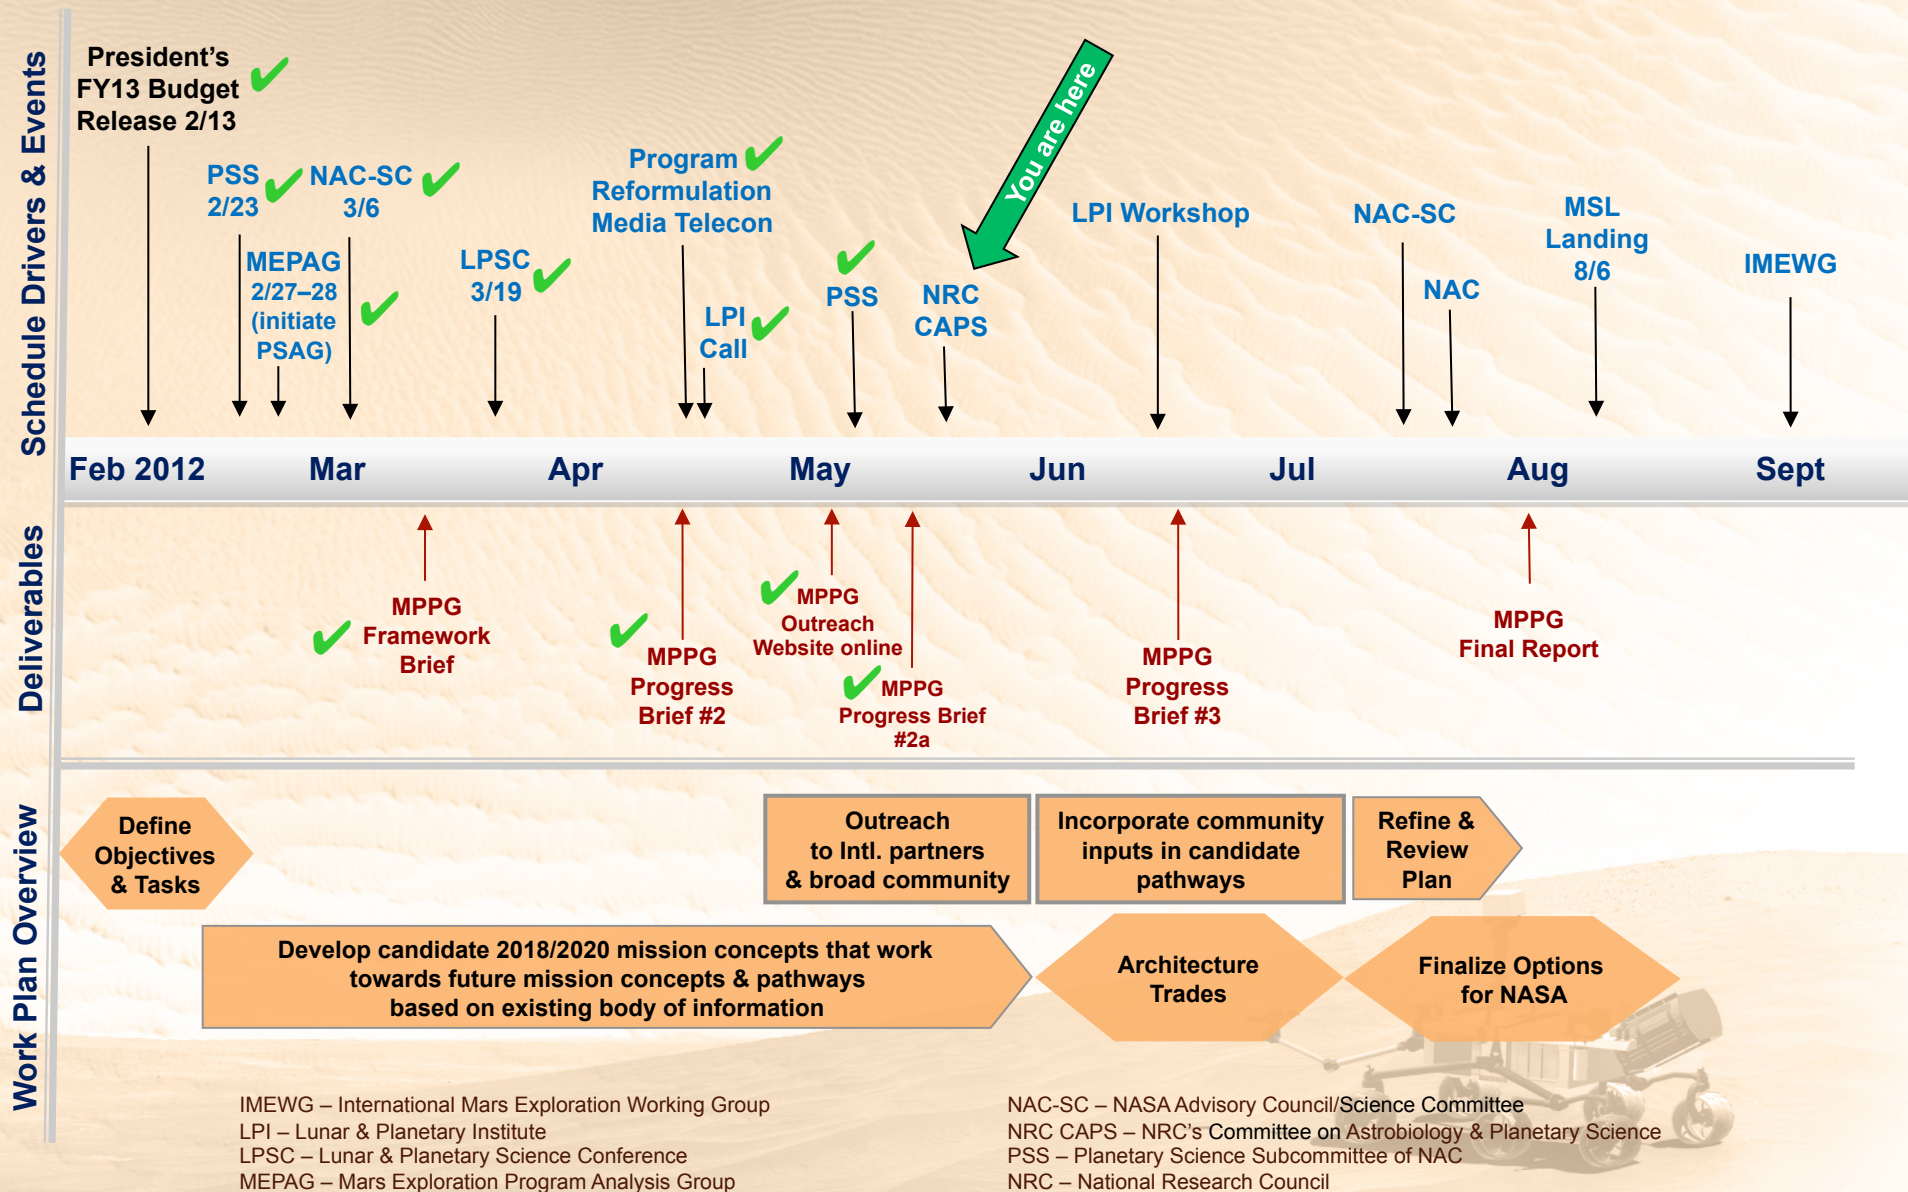 Schedule Drivers & Events
President's
FY13 Budget
Release 2/13
PSS
2/23
NAC-SC
3/6
MEPAG
2/27–28
(initiate
PSAG)
LPSC
3/19
Program
Reformulation
Media Telecon
LPI
Call
PSS
NRC
CAPS
You are here
LPI Workshop
NAC-SC
NAC
MSL
Landing
8/6
IMEWG
Feb 2012 Mar Apr May Jun Jul Aug Sept
Deliverables
MPPG
Framework
Brief
MPPG
Progress
Brief #2
MPPG
Outreach
Website online
MPPG
Progress Brief
#2a
MPPG
Progress
Brief #3
MPPG
Final Report
Work Plan Overview
Define
Objectives
& Tasks
Outreach
to Intl. partners
& broad community
Incorporate community
inputs in candidate
pathways
Refine &
Review
Plan
Develop candidate 2018/2020 mission concepts that work
towards future mission concepts & pathways
based on existing body of information
Architecture
Trades
Finalize Options
for NASA
IMEWG – International Mars Exploration Working Group
LPI – Lunar & Planetary Institute
LPSC – Lunar & Planetary Science Conference
MEPAG – Mars Exploration Program Analysis Group
NAC-SC – NASA Advisory Council/Science Committee
NRC CAPS – NRC's Committee on Astrobiology & Planetary Science
PSS – Planetary Science Subcommittee of NAC
NRC – National Research Council